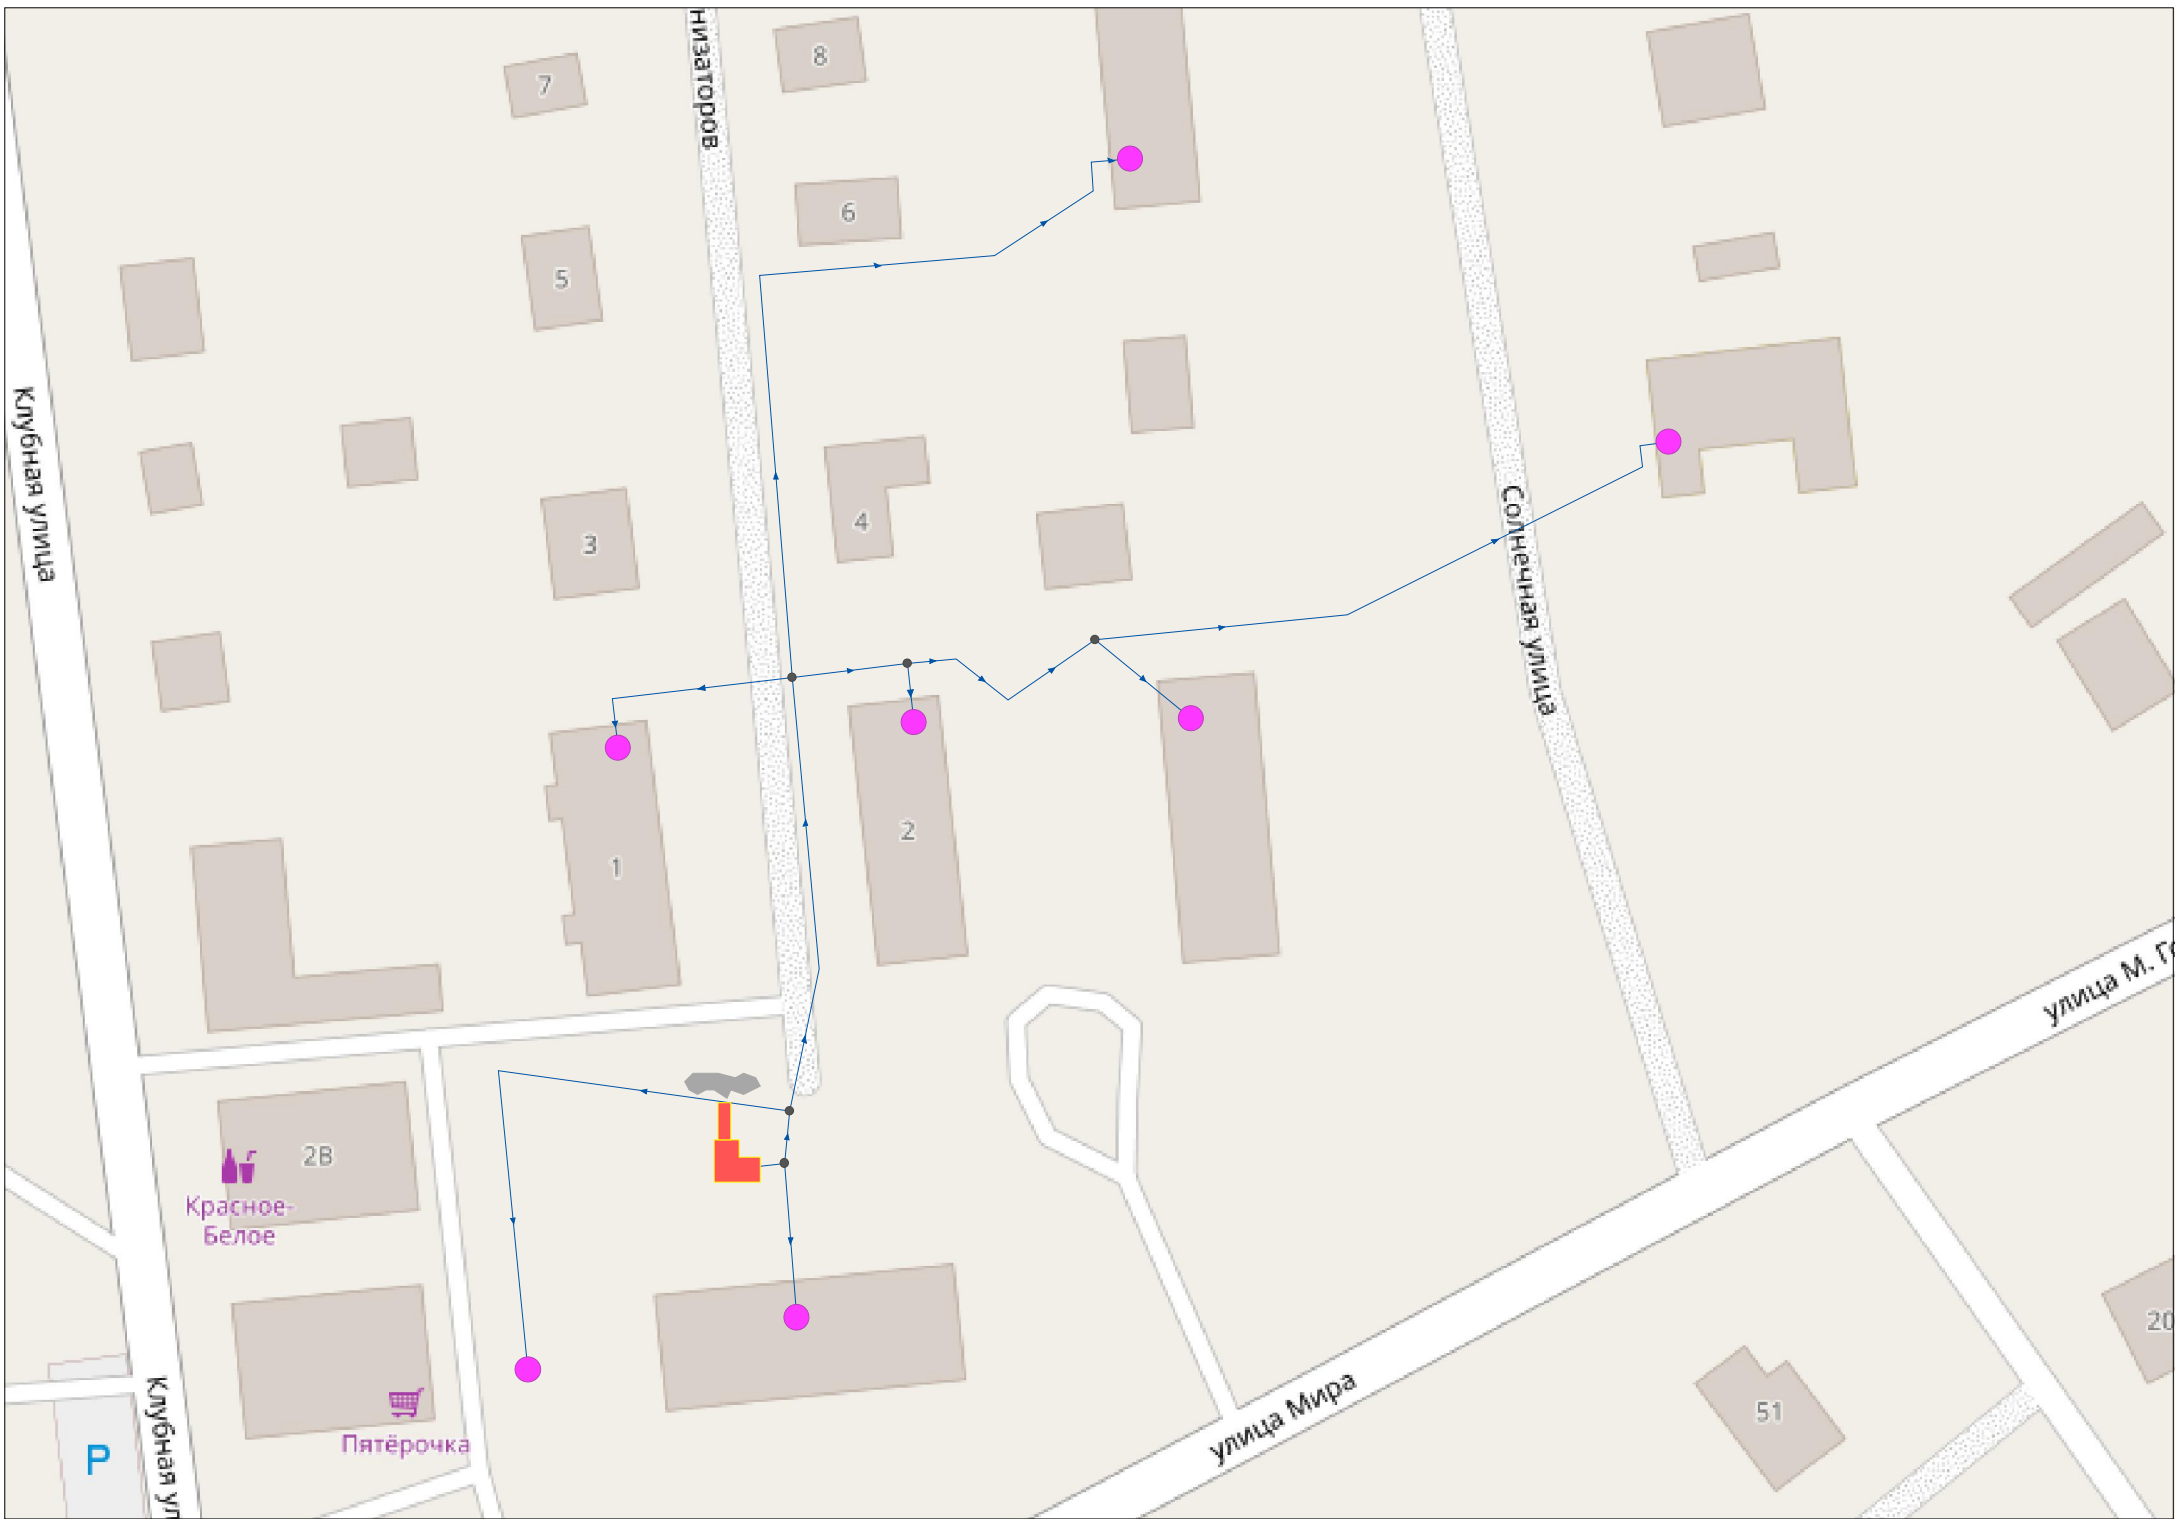 низаторов
8
7
6
5
Клубная улица
4
3
Солнечная улица
2
1
улица М. Г
2В
Красное-
Белое
20
улица Мира
51
Клубная ул
Пятёрочка
P